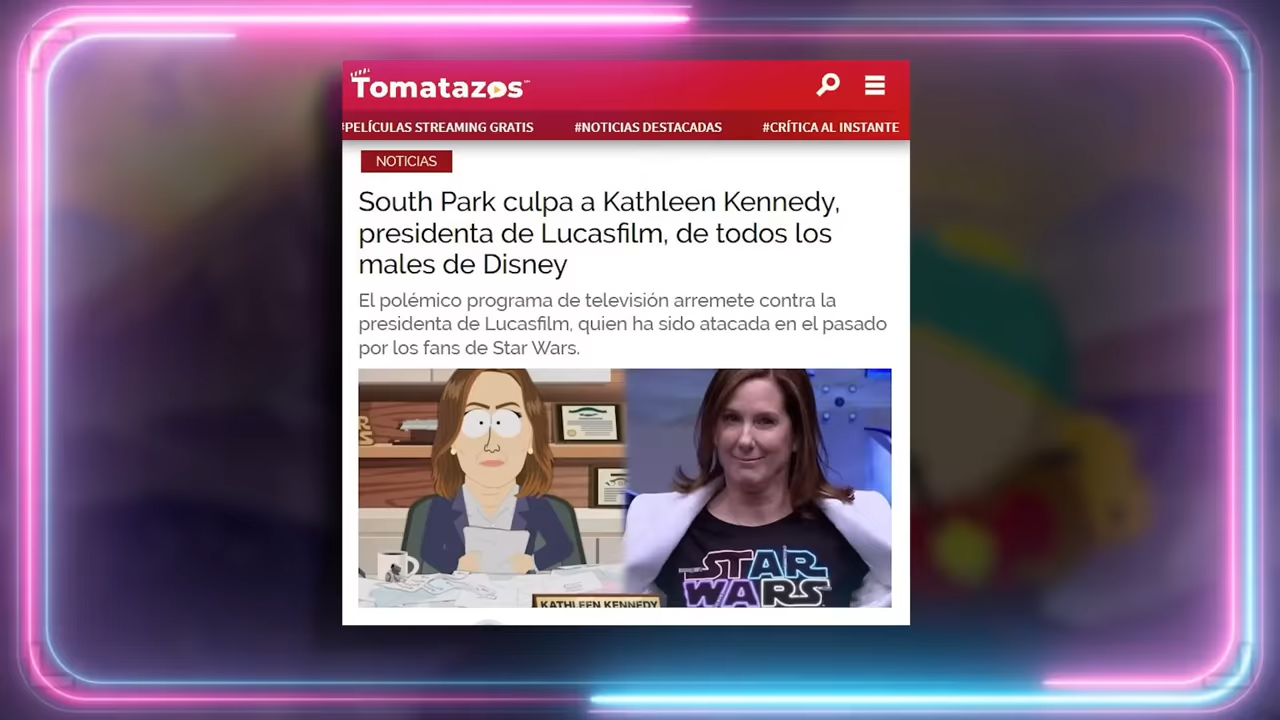 Tomatazos
#PELÍCULAS STREAMING GRATIS #NOTICIAS DESTACADAS #CRÍTICA AL INSTANTE
NOTICIAS
South Park culpa a Kathleen Kennedy,
presidenta de Lucasfilm, de todos los
males de Disney
El polémico programa de televisión arremete contra la
presidenta de Lucasfilm, quien ha sido atacada en el pasado
por los fans de Star Wars.
KATHLEEN KENNEDY
STAR
WARS